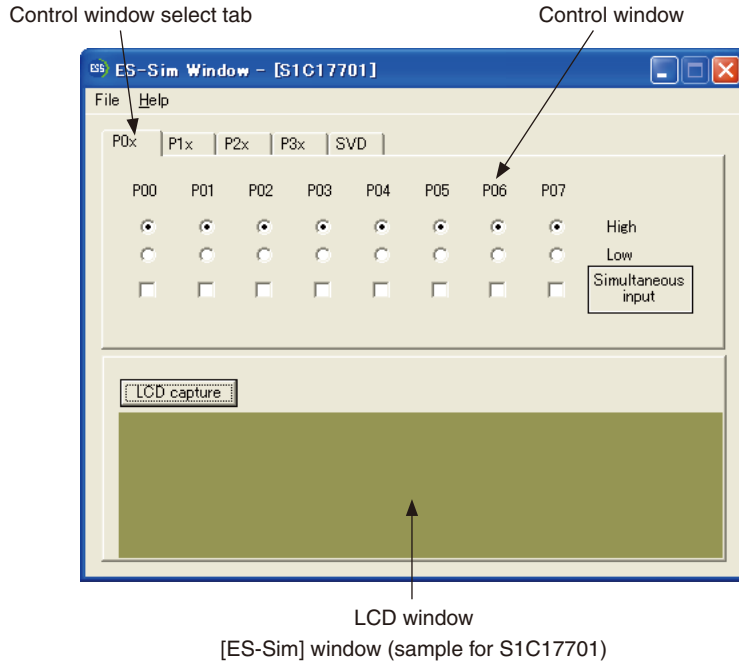 Control window select tab Control window
ES-Sim Window - [S1C17701]
File Help
P0x P1x P2x P3x SVD
P00 P01 P02 P03 P04 P05 P06 P07
High
Low
Simultaneous
input
LCD capture
LCD window
[ES-Sim] window (sample for S1C17701)